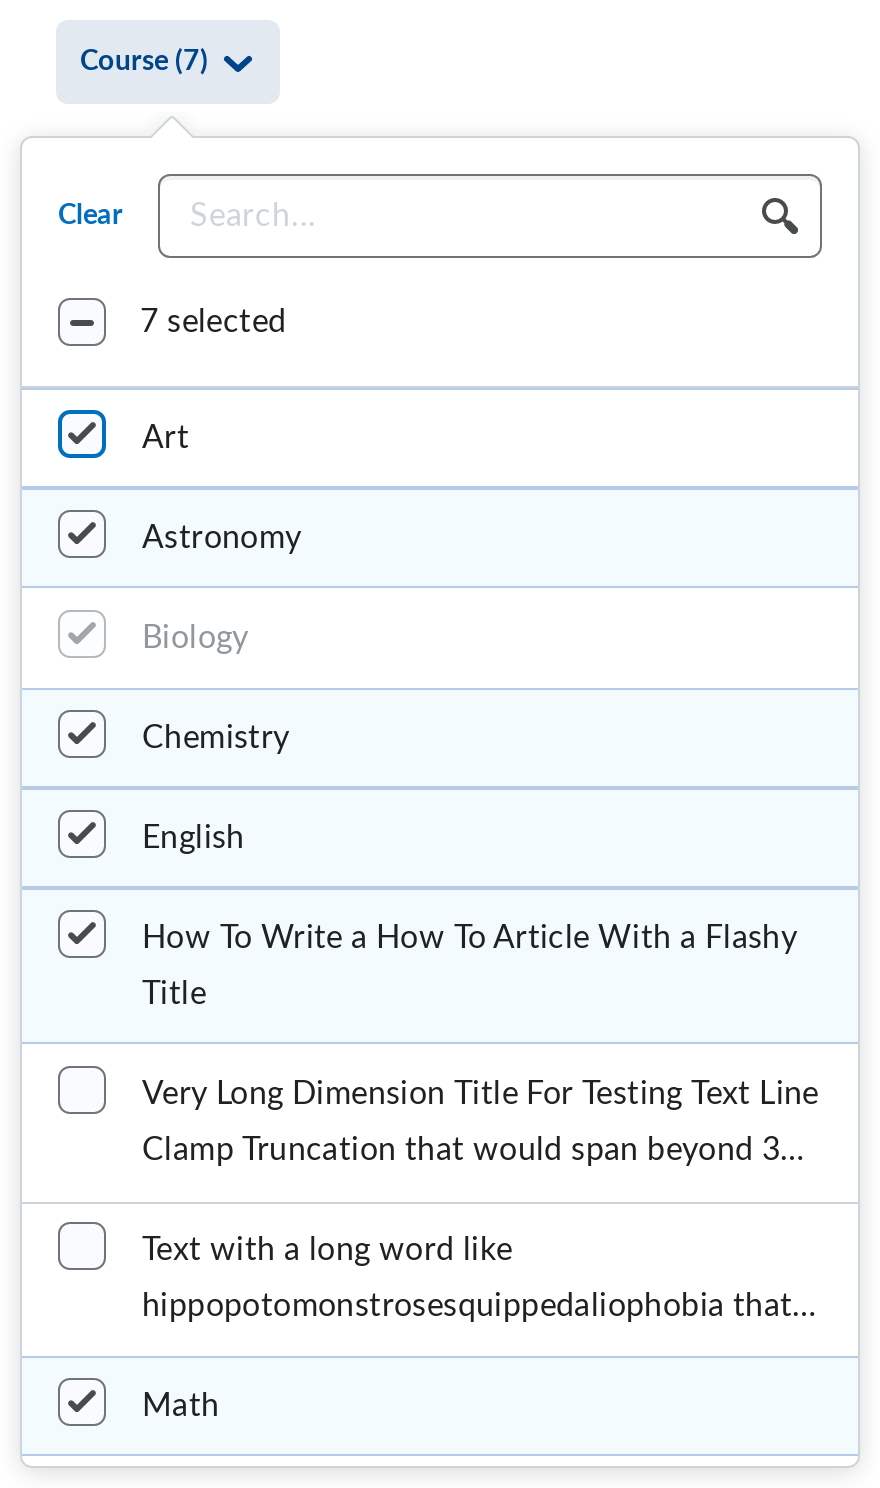 Course (7)
Clear
Search...
7 selected
Art
Astronomy
Biology
Chemistry
English
How To Write a How To Article With a Flashy
Title
Very Long Dimension Title For Testing Text Line
Clamp Truncation that would span beyond 3...
Text with a long word like
hippopotomonstrosesquippedaliophobia that...
Math